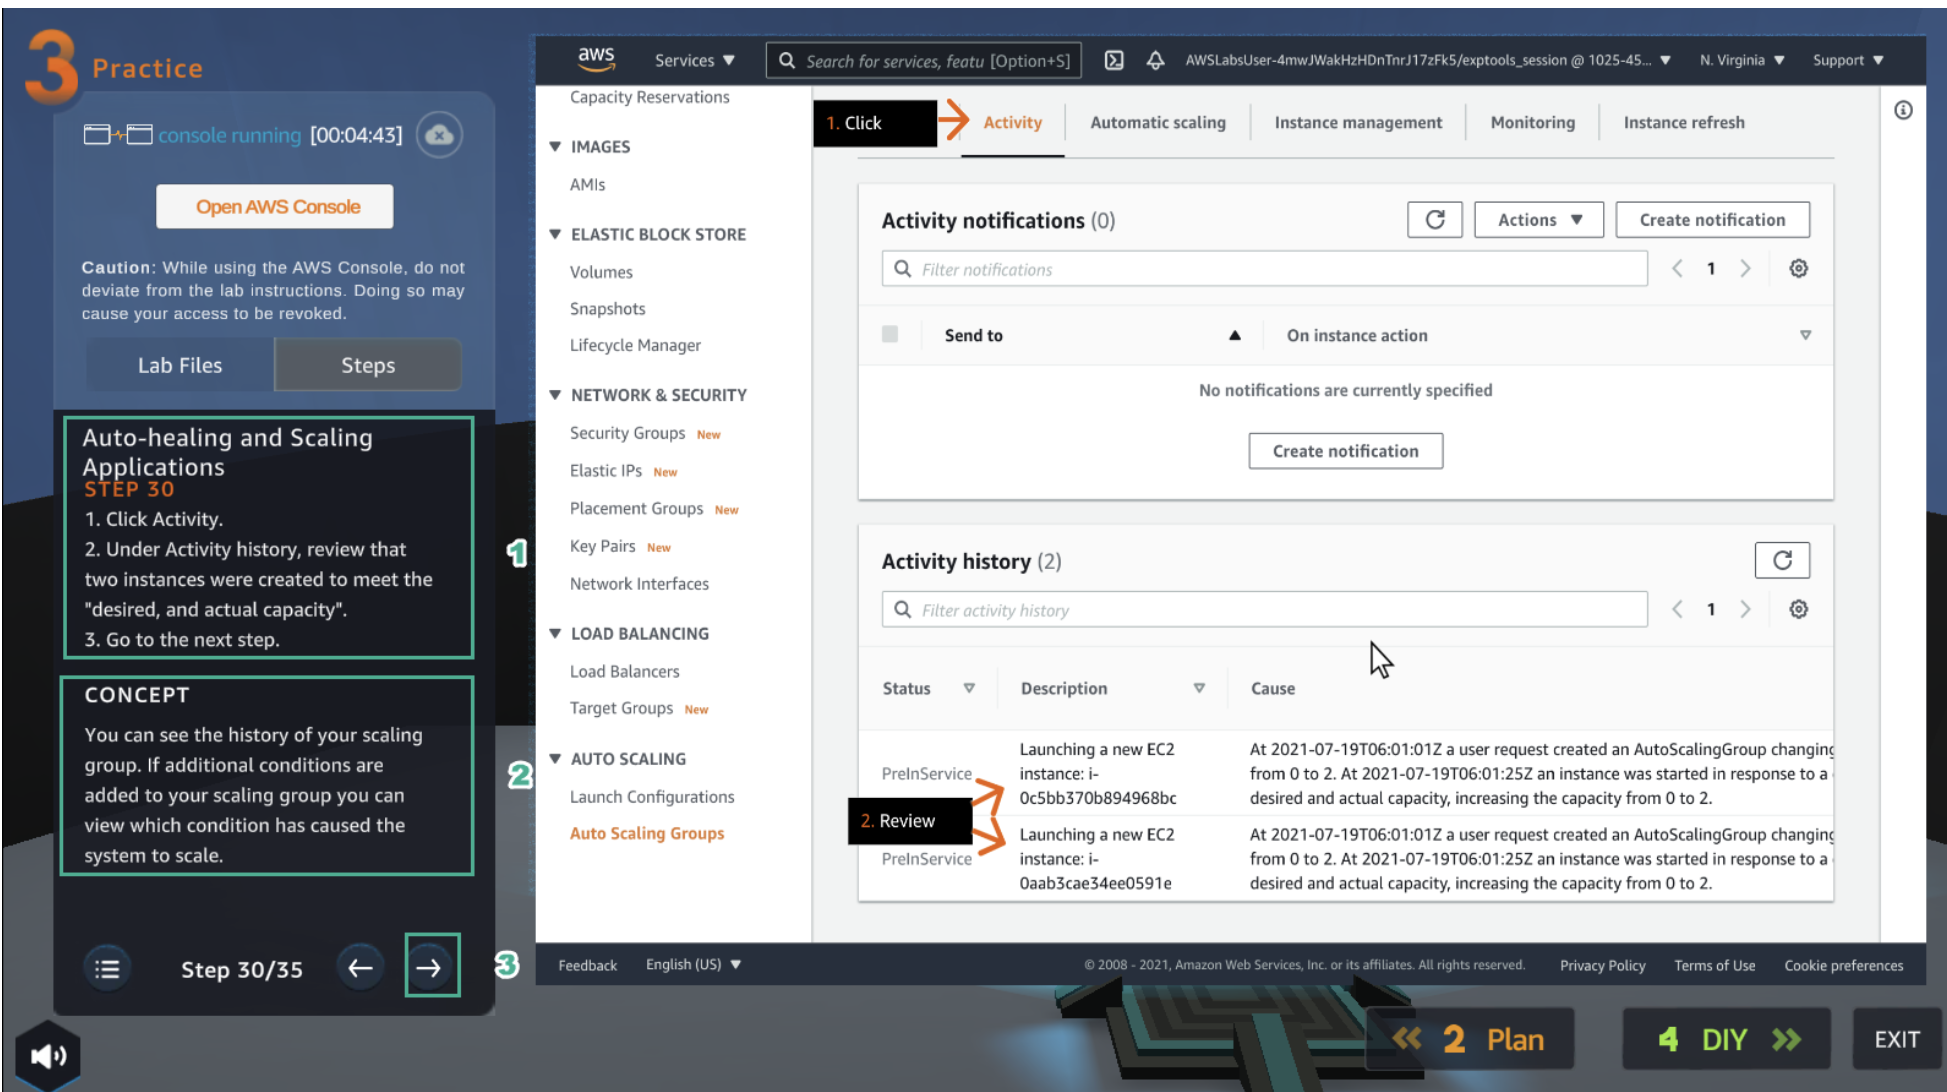 3 Practice
console running [00:04:43]
Open AWS Console
Caution: While using the AWS Console, do not
deviate from the lab instructions. Doing so may
cause your access to be revoked.
Lab Files
Steps
Auto-healing and Scaling
Applications
STEP 30
1. Click Activity.
2. Under Activity history, review that
two instances were created to meet the
"desired, and actual capacity".
3. Go to the next step.
1
CONCEPT
You can see the history of your scaling
group. If additional conditions are
added to your scaling group you can
view which condition has caused the
system to scale.
2
Step 30/35
3
aws
Services
Search for services, featu [Option+S]
AWSLabsUser-4mwJWakHzHDnTnrJ17zFk5/exptools_session @ 1025-45...
N. Virginia
Support
Capacity Reservations
IMAGES
AMIs
ELASTIC BLOCK STORE
Volumes
Snapshots
Lifecycle Manager
NETWORK & SECURITY
Security Groups New
Elastic IPs New
Placement Groups New
Key Pairs New
Network Interfaces
LOAD BALANCING
Load Balancers
Target Groups New
AUTO SCALING
Launch Configurations
Auto Scaling Groups
1. Click
Activity
Automatic scaling
Instance management
Monitoring
Instance refresh
Activity notifications (0)
Actions
Create notification
Filter notifications
1
Send to
On instance action
No notifications are currently specified
Create notification
Activity history (2)
Filter activity history
1
Status
Description
Cause
PreInService
Launching a new EC2
instance: i-
0c5bb370b894968bc
At 2021-07-19T06:01:01Z a user request created an AutoScalingGroup changing
from 0 to 2. At 2021-07-19T06:01:25Z an instance was started in response to a
desired and actual capacity, increasing the capacity from 0 to 2.
2. Review
PreInService
Launching a new EC2
instance: i-
0aab3cae34ee0591e
At 2021-07-19T06:01:01Z a user request created an AutoScalingGroup changing
from 0 to 2. At 2021-07-19T06:01:25Z an instance was started in response to a
desired and actual capacity, increasing the capacity from 0 to 2.
Feedback
English (US)
© 2008 - 2021, Amazon Web Services, Inc. or its affiliates. All rights reserved.
Privacy Policy
Terms of Use
Cookie preferences
2 Plan
4 DIY
EXIT